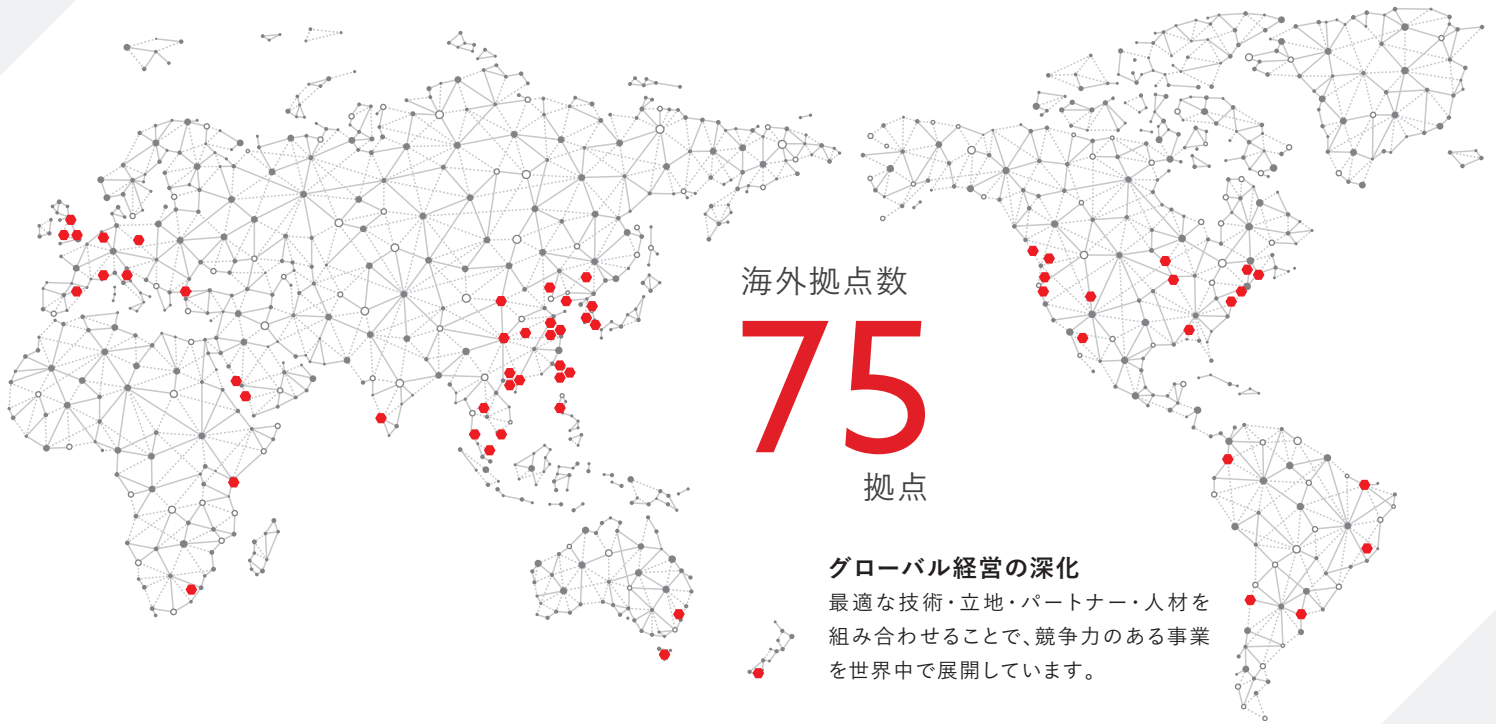 海外拠点数
75
拠点
グローバル経営の深化
最適な技術・立地・パートナー・人材を
組み合わせることで、競争力のある事業
を世界中で展開しています。